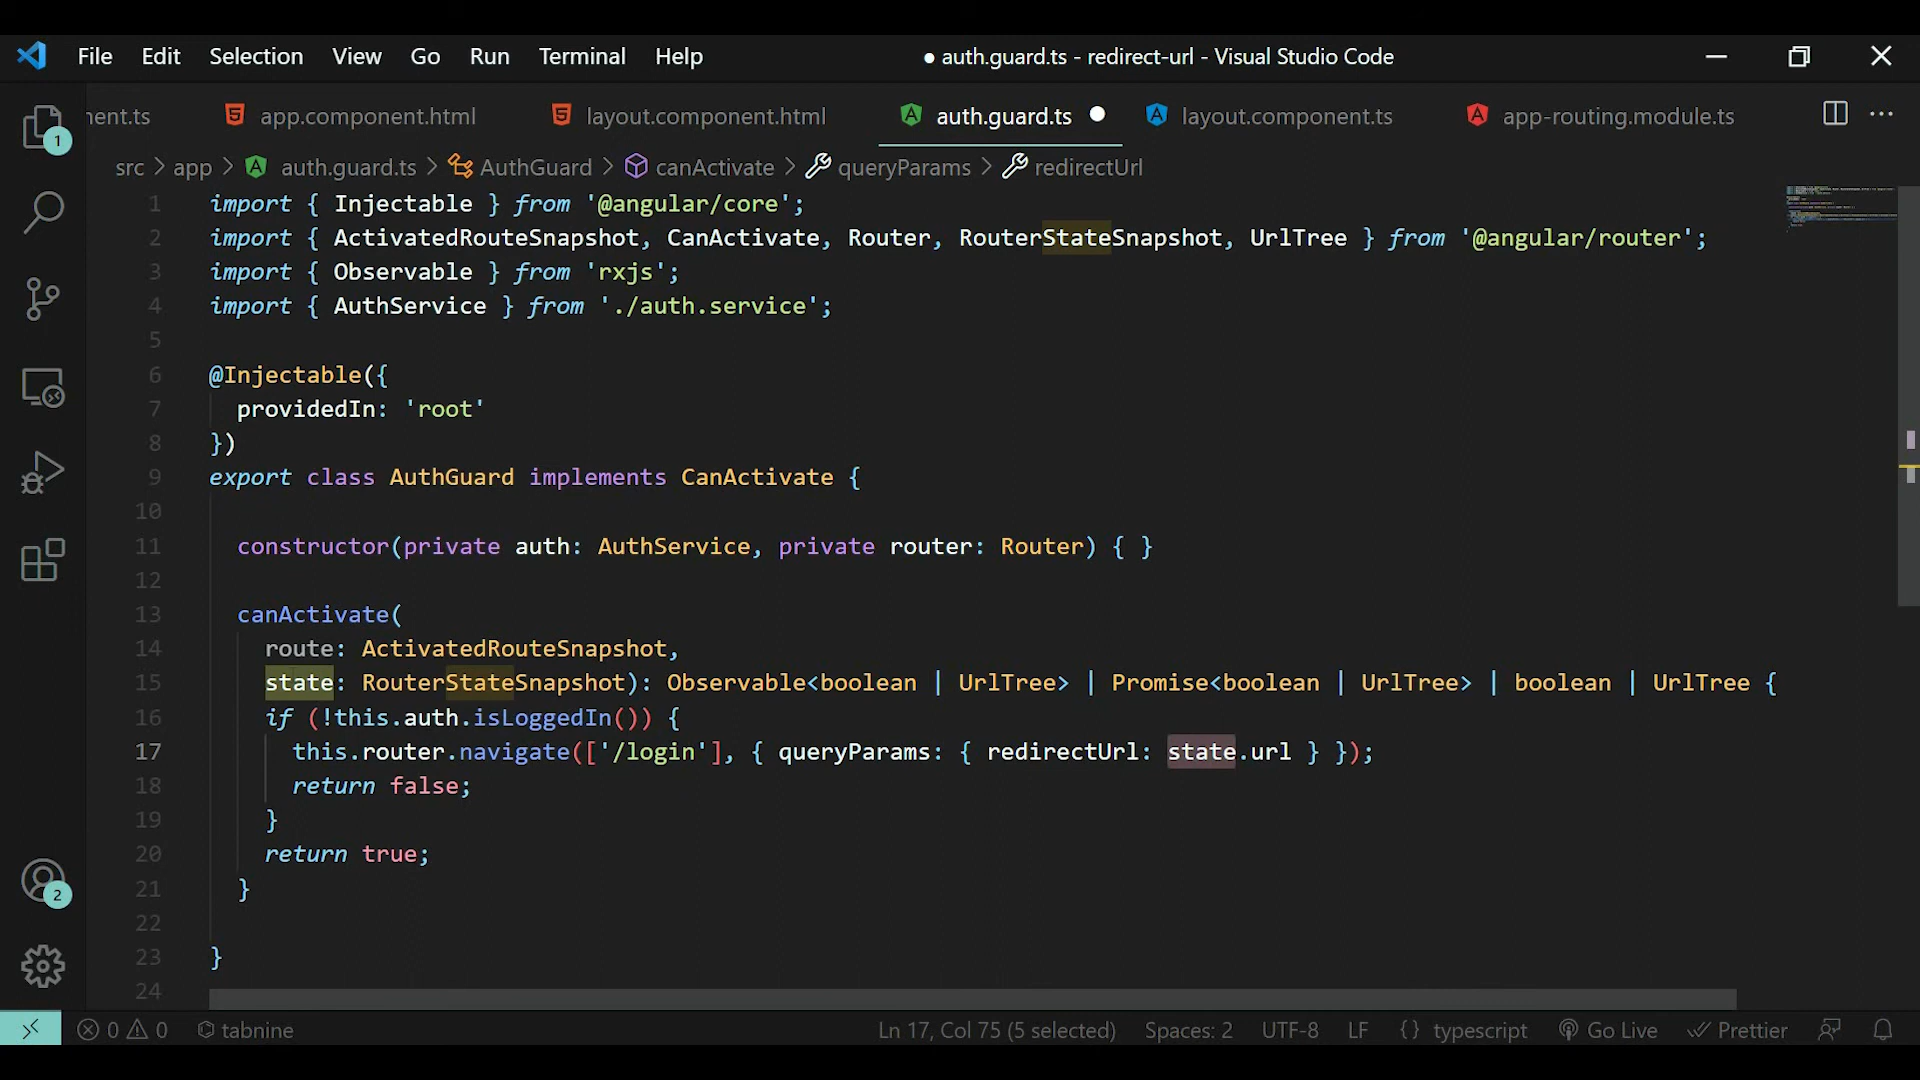 File Edit Selection View Go Run Terminal Help ● auth.guard.ts - redirect-url - Visual Studio Code
nent.ts app.component.html layout.component.html auth.guard.ts layout.component.ts app-routing.module.ts
src > app > auth.guard.ts > AuthGuard > canActivate > queryParams > redirectUrl
1 import { Injectable } from '@angular/core';
2 import { ActivatedRouteSnapshot, CanActivate, Router, RouterStateSnapshot, UrlTree } from '@angular/router';
3 import { Observable } from 'rxjs';
4 import { AuthService } from './auth.service';
5
6 @Injectable({
7 providedIn: 'root'
8 })
9 export class AuthGuard implements CanActivate {
10
11 constructor(private auth: AuthService, private router: Router) { }
12
13 canActivate(
14 route: ActivatedRouteSnapshot,
15 state: RouterStateSnapshot): Observable<boolean | UrlTree> | Promise<boolean | UrlTree> | boolean | UrlTree {
16 if (!this.auth.isLoggedIn()) {
17 this.router.navigate(['/login'], { queryParams: { redirectUrl: state.url } });
18 return false;
19 }
20 return true;
21 }
22
23 }
24
1
2
0 0 tabnine Ln 17, Col 75 (5 selected) Spaces: 2 UTF-8 LF {} typescript Go Live Prettier